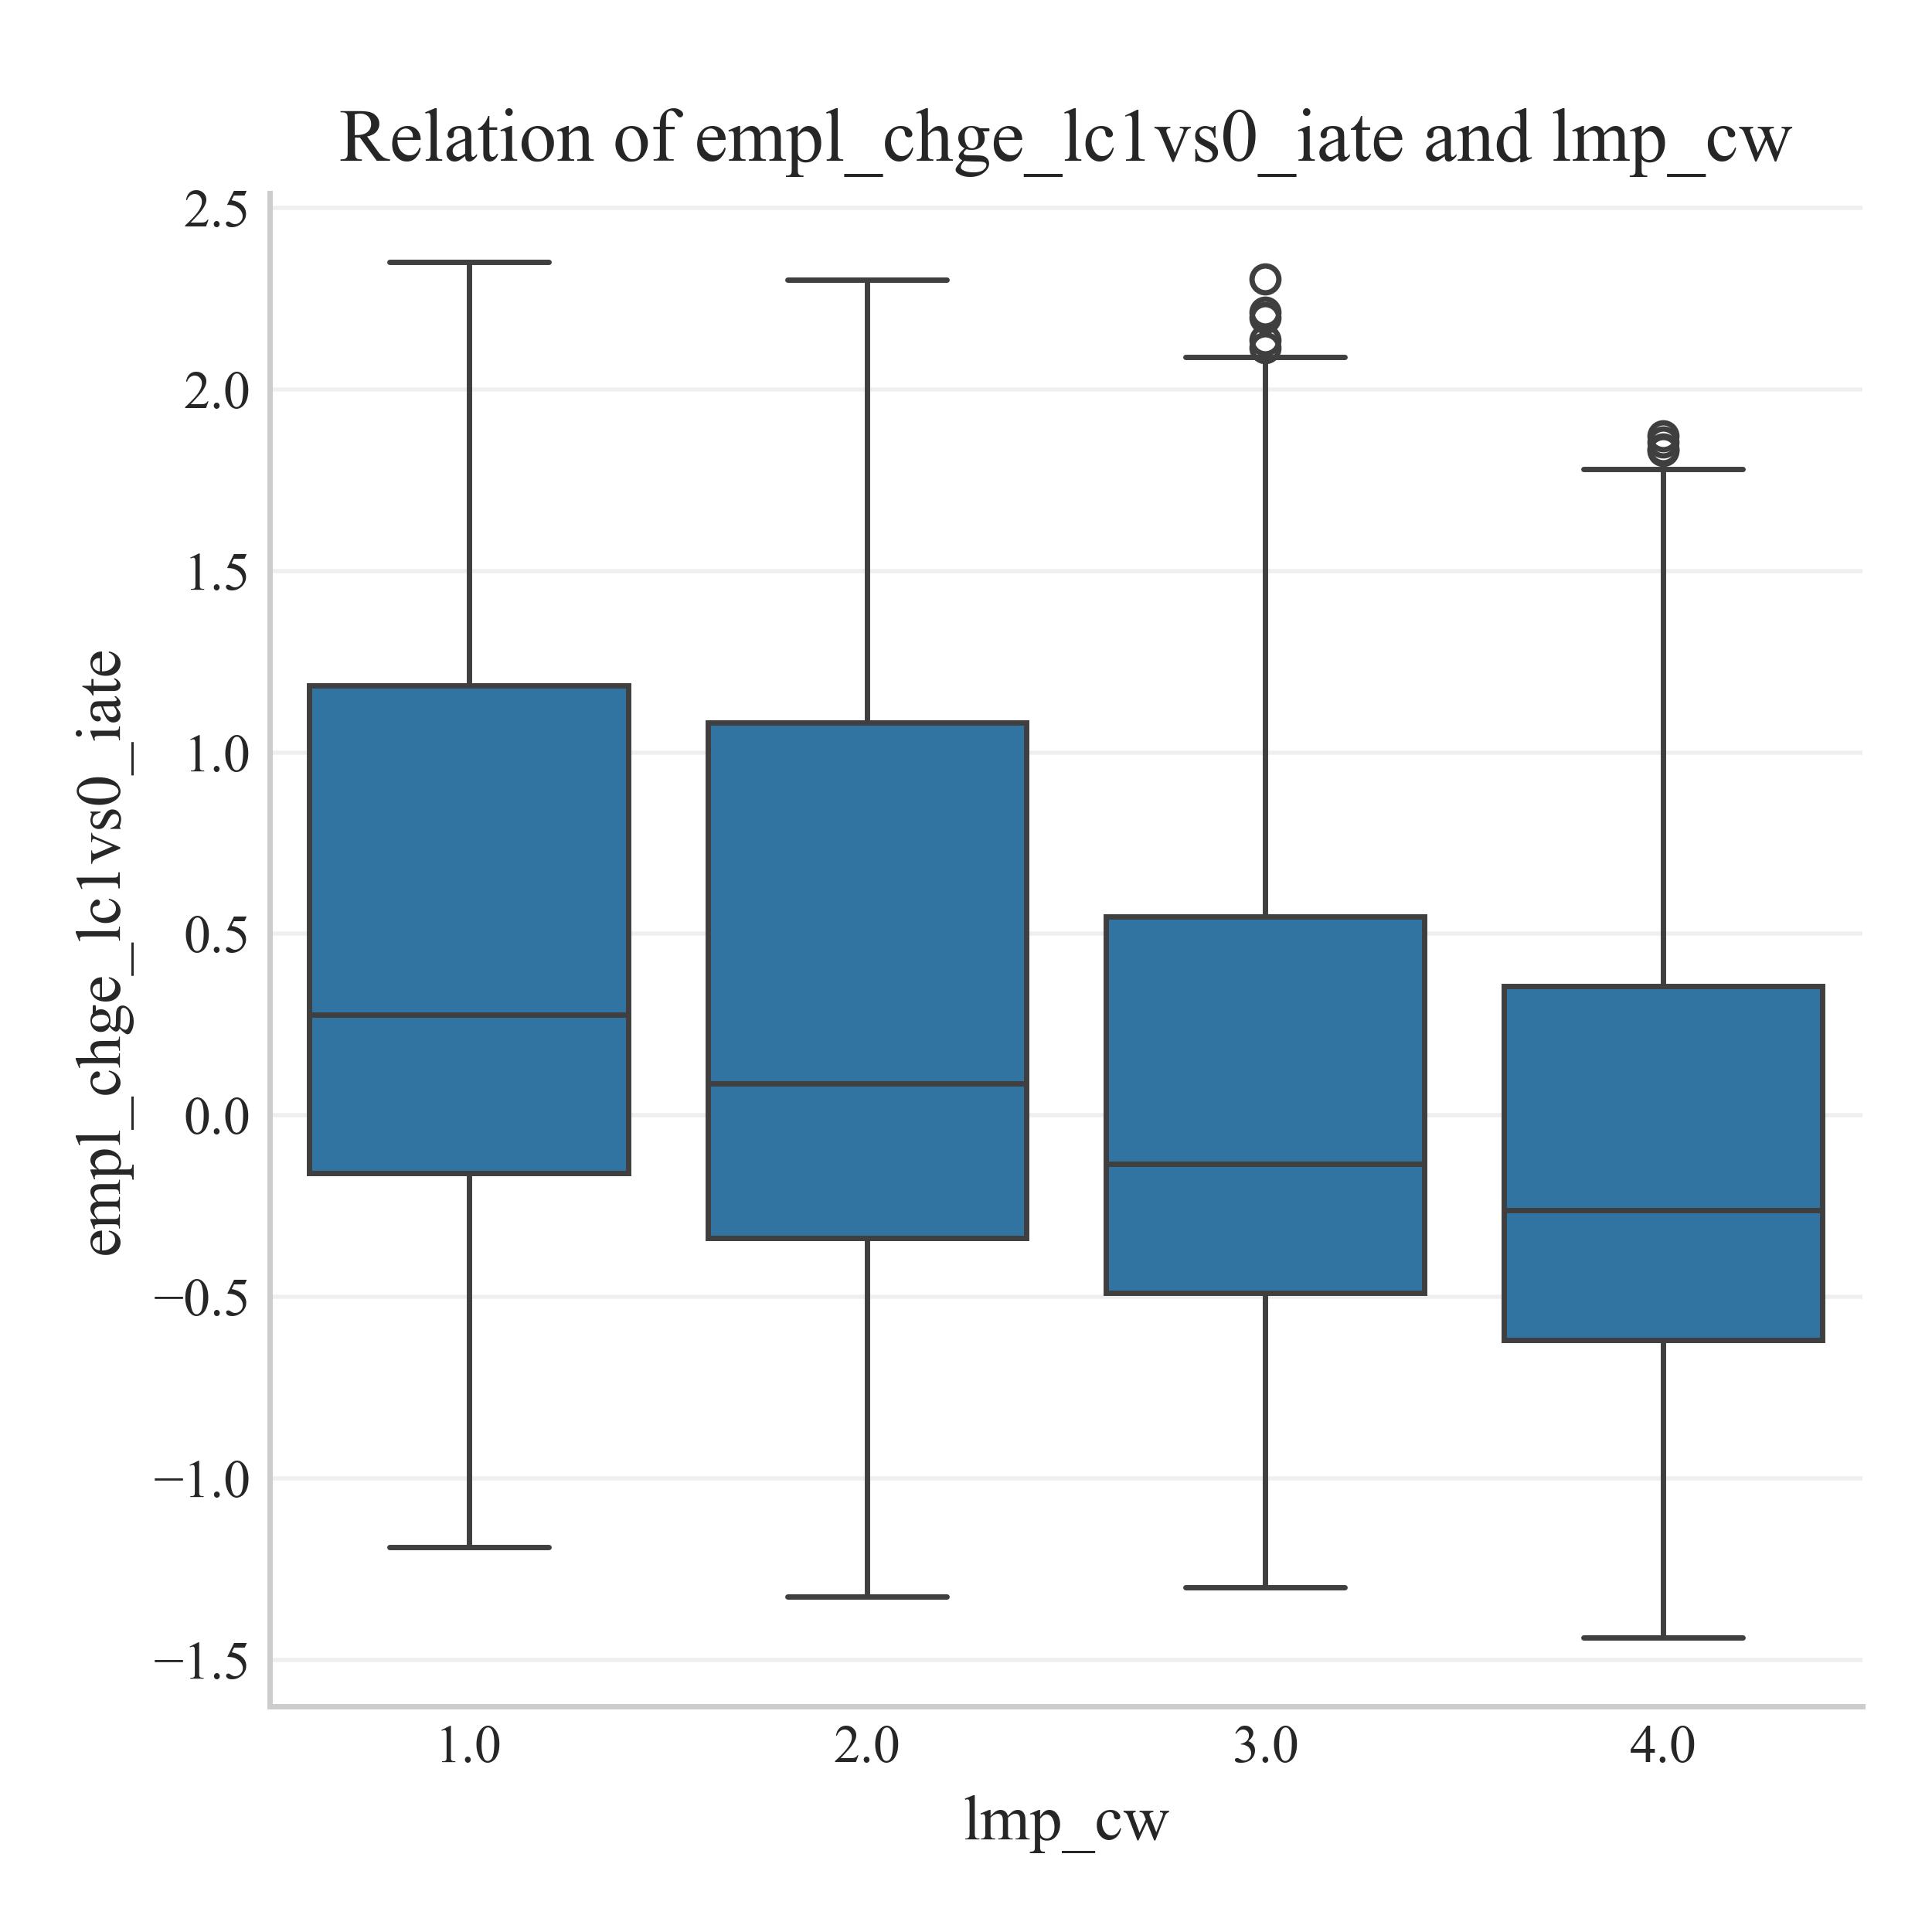 Relation of empl_chge_lc1vs0_iate and lmp_cw
2.5
2.0
1.5
1.0
0.5
0.0
−0.5
−1.0
−1.5
empl_chge_lc1vs0_iate
1.0 2.0 3.0 4.0
lmp_cw